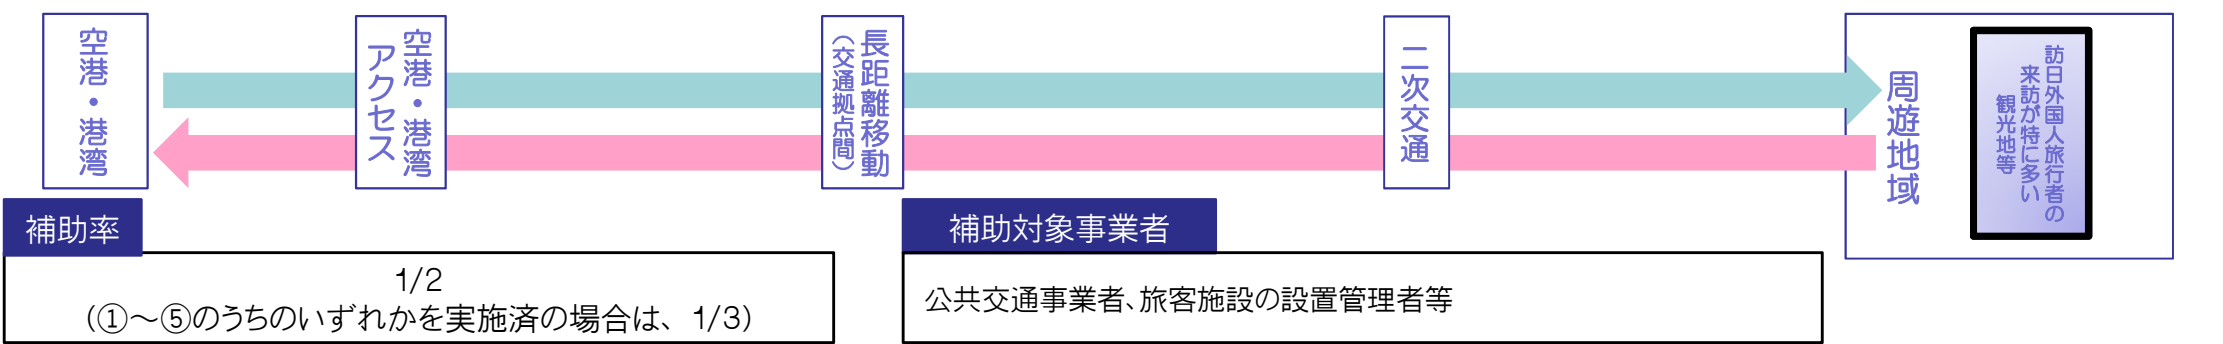 空港・港湾
空港・港湾
アクセス
長距離移動
（交通拠点間）
二次交通
周遊地域
訪日外国人旅行者の
来訪が特に多い
観光地等
補助率
1/2
（①～⑤のうちのいずれかを実施済の場合は、1/3）
補助対象事業者
公共交通事業者、旅客施設の設置管理者等